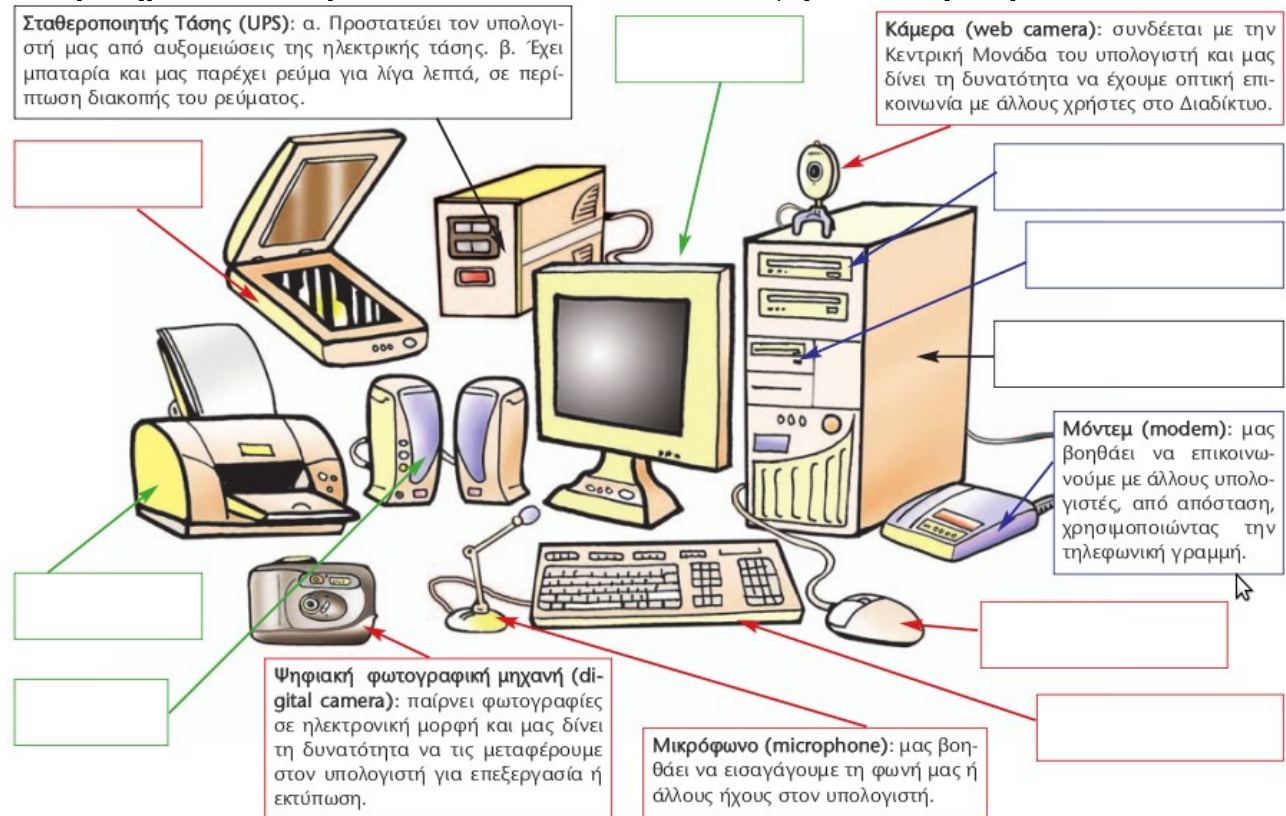 Σταθεροποιητής Τάσης (UPS): α. Προστατεύει τον υπολογι-
στή μας από αυξομειώσεις της ηλεκτρικής τάσης. β. Έχει
μπαταρία και μας παρέχει ρεύμα για λίγα λεπτά, σε περί-
πτωση διακοπής του ρεύματος.
Κάμερα (web camera): συνδέεται με την
Κεντρική Μονάδα του υπολογιστή και μας
δίνει τη δυνατότητα να έχουμε οπτική επι-
κοινωνία με άλλους χρήστες στο Διαδίκτυο.
Μόντεμ (modem): μας
βοηθάει να επικοινω-
νούμε με άλλους υπολο-
γιστές, από απόσταση,
χρησιμοποιώντας την
τηλεφωνική γραμμή.
Ψηφιακή φωτογραφική μηχανή (di-
gital camera): παίρνει φωτογραφίες
σε ηλεκτρονική μορφή και μας δίνει
τη δυνατότητα να τις μεταφέρουμε
στον υπολογιστή για επεξεργασία ή
εκτύπωση.
Μικρόφωνο (microphone): μας βοη-
θάει να εισαγάγουμε τη φωνή μας ή
άλλους ήχους στον υπολογιστή.